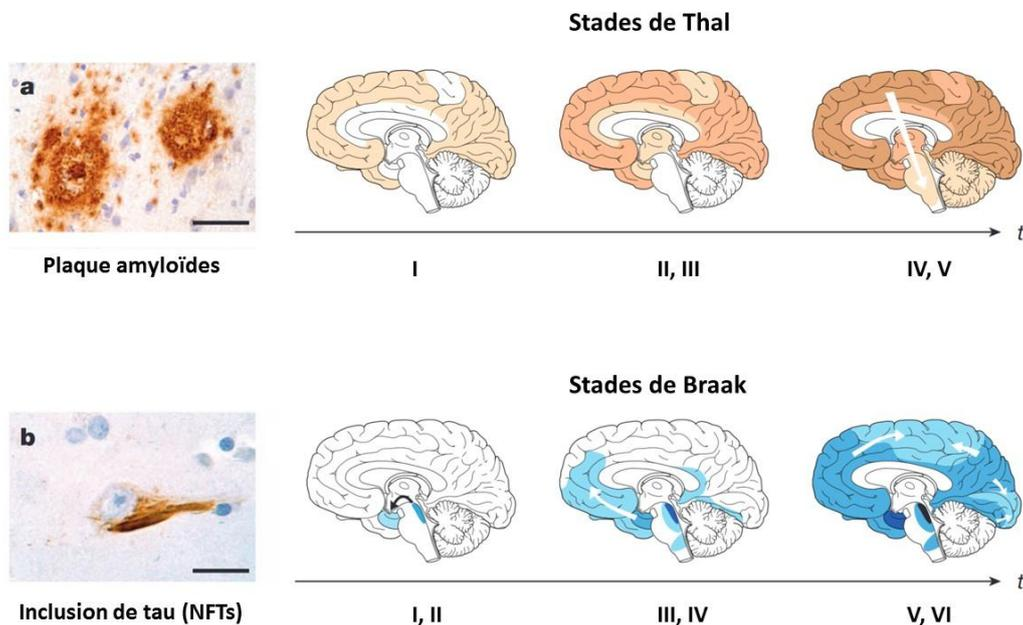 Stades de Thal
a
t
Plaque amyloïdes
I
II, III
IV, V
Stades de Braak
b
t
Inclusion de tau (NFTs)
I, II
III, IV
V, VI